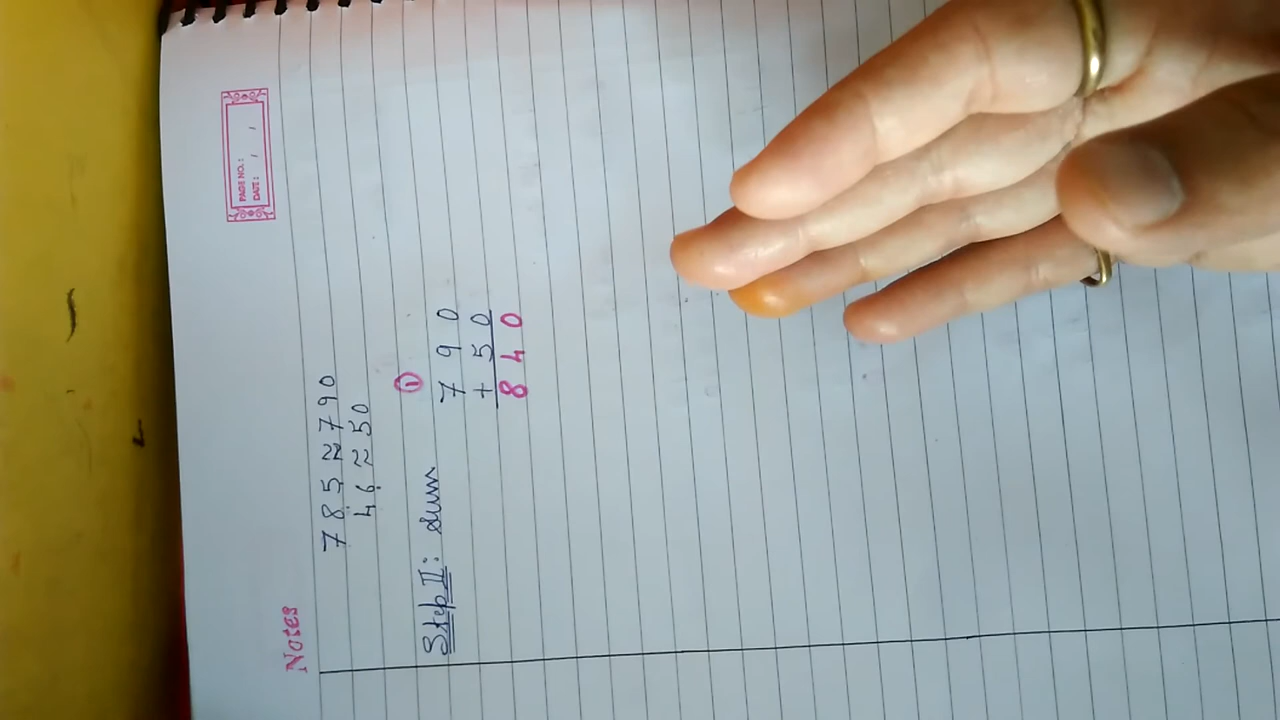 PAGE NO.:
DATE: / /
Notes
785≈790
46≈50
Step II: Sum
①
790
+ 50
840